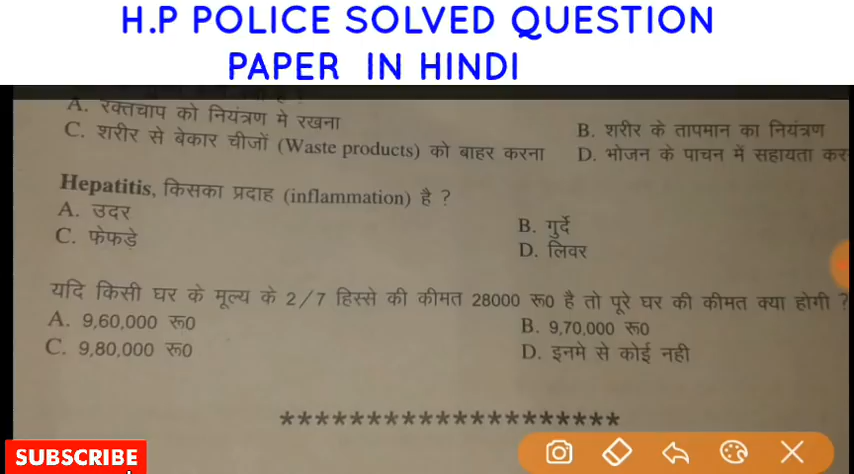 H.P POLICE SOLVED QUESTION
PAPER IN HINDI
A. रक्तचाप को नियंत्रण मे रखना
B. शरीर के तापमान का नियंत्रण
C. शरीर से बेकार चीजों (Waste products) को बाहर करना
D. भोजन के पाचन में सहायता कर
Hepatitis, किसका प्रदाह (inflammation) है ?
A. उदर
B. गुर्दे
C. फेफड़े
D. लिवर
यदि किसी घर के मूल्य के 2/7 हिस्से की कीमत 28000 रू0 है तो पूरे घर की कीमत क्या होगी ?
A. 9,60,000 रू0
B. 9,70,000 रू0
C. 9,80,000 रू0
D. इनमे से कोई नही
********************
SUBSCRIBE